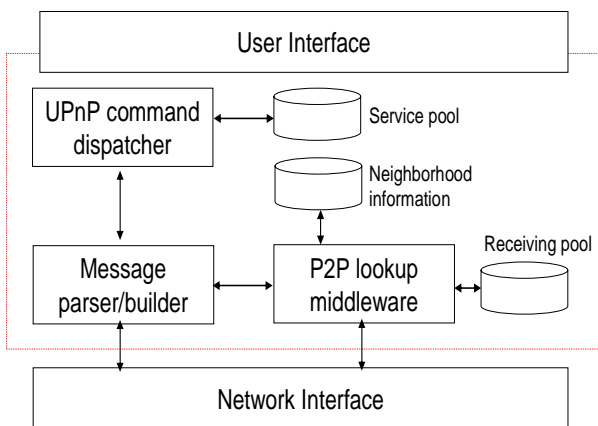 User Interface
UPnP command
dispatcher
Service pool
Neighborhood
information
Receiving pool
Message
parser/builder
P2P lookup
middleware
Network Interface